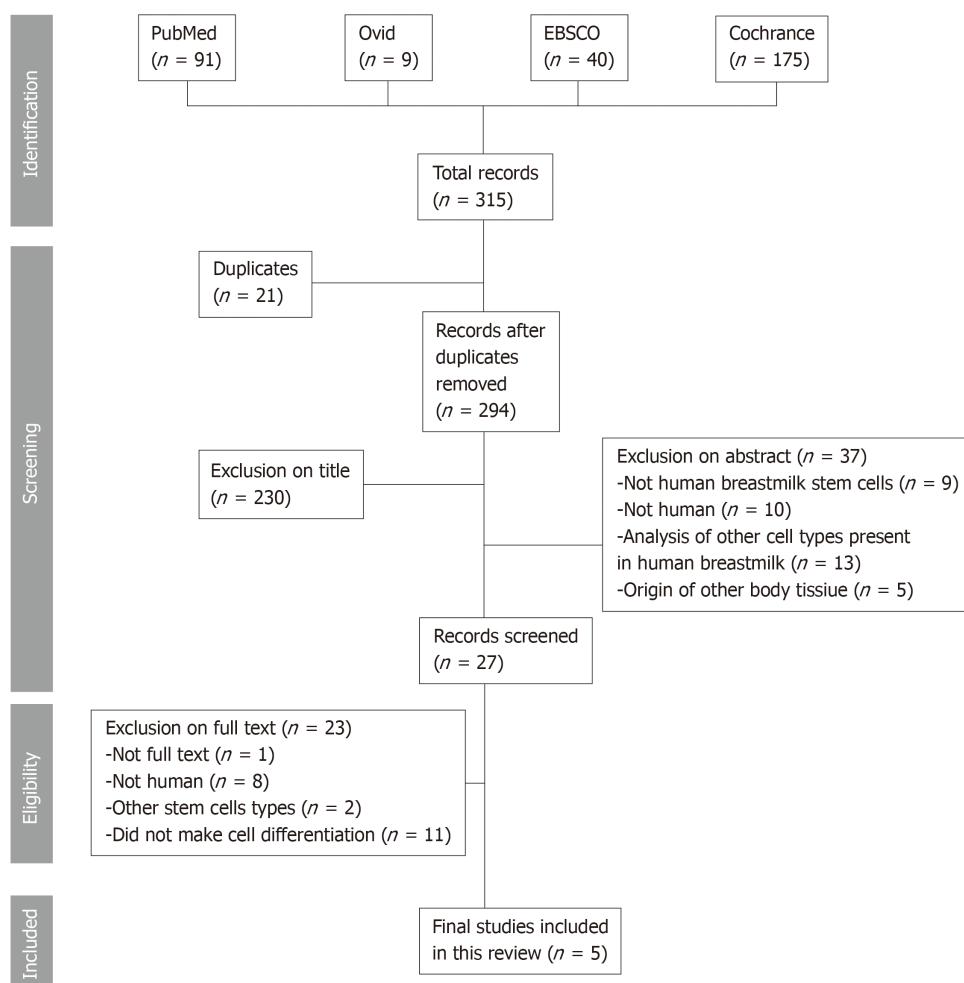 Identification
PubMed
(n = 91)
Ovid
(n = 9)
EBSCO
(n = 40)
Cochrance
(n = 175)
Total records
(n = 315)
Screening
Duplicates
(n = 21)
Records after
duplicates
removed
(n = 294)
Exclusion on title
(n = 230)
Exclusion on abstract (n = 37)
-Not human breastmilk stem cells (n = 9)
-Not human (n = 10)
-Analysis of other cell types present
in human breastmilk (n = 13)
-Origin of other body tissiue (n = 5)
Records screened
(n = 27)
Eligibility
Exclusion on full text (n = 23)
-Not full text (n = 1)
-Not human (n = 8)
-Other stem cells types (n = 2)
-Did not make cell differentiation (n = 11)
Included
Final studies included
in this review (n = 5)